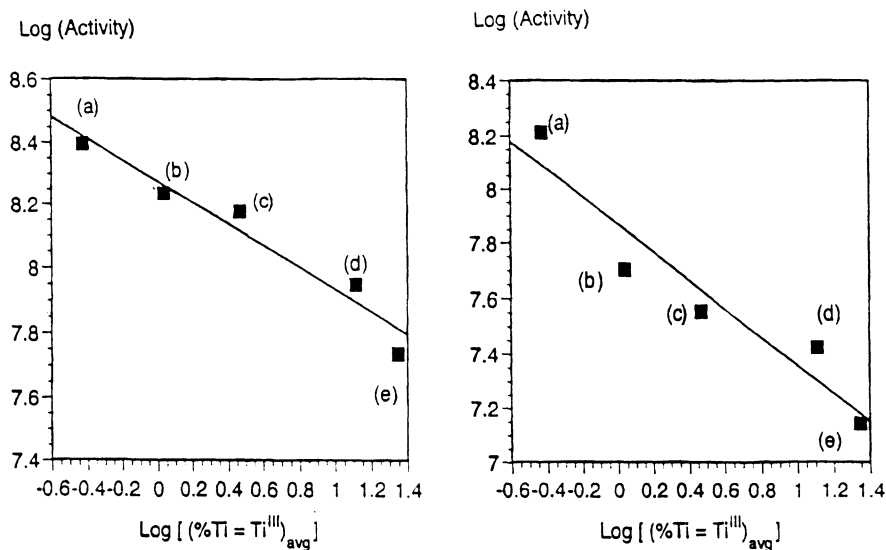 Log (Activity)
8.6
8.4
8.2
8
7.8
7.6
7.4
(a)
(b)
(c)
(d)
(e)
-0.6 -0.4 -0.2 0 0.2 0.4 0.6 0.8 1 1.2 1.4
Log [ (%Ti = Ti^III)avg]
Log (Activity)
8.4
8.2
8
7.8
7.6
7.4
7.2
7
(a)
(b)
(c)
(d)
(e)
-0.6 -0.4 -0.2 0 0.2 0.4 0.6 0.8 1 1.2 1.4
Log [ (%Ti = Ti^III)avg]